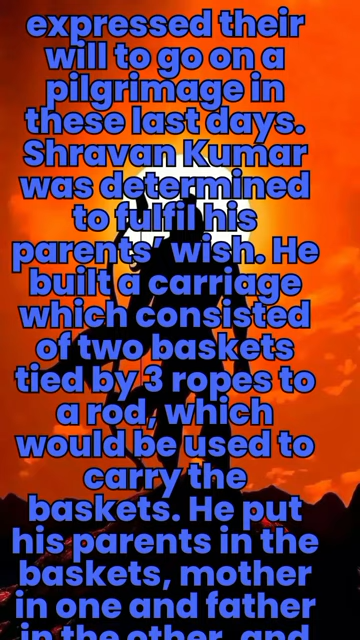 expressed their
will to go on a
pilgrimage in
these last days.
Shravan Kumar
was determined
to fulfil his
parents’ wish. He
built a carriage
which consisted
of two baskets
tied by 3 ropes to
a rod, which
would be used to
carry the
baskets. He put
his parents in the
baskets, mother
in one and father
in the other, and